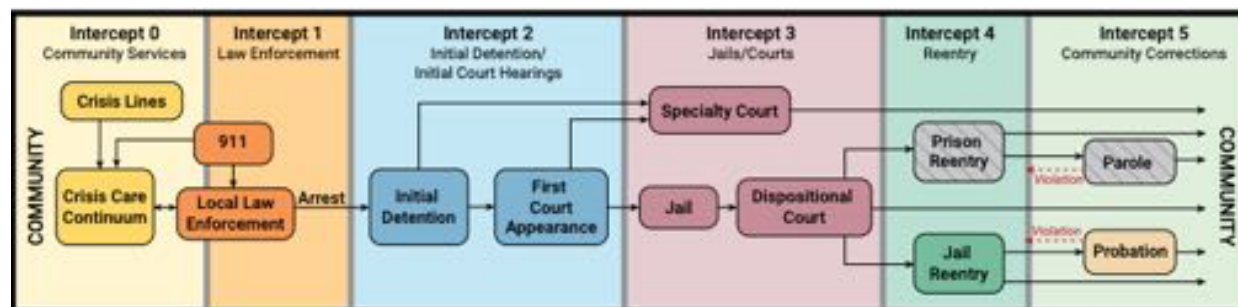 Intercept 0
Community Services
Intercept 1
Law Enforcement
Intercept 2
Initial Detention/
Initial Court Hearings
Intercept 3
Jails/Courts
Intercept 4
Reentry
Intercept 5
Community Corrections
COMMUNITY
Crisis Lines
911
Crisis Care
Continuum
Local Law
Enforcement
Arrest
Initial
Detention
First
Court
Appearance
Specialty Court
Jail
Dispositional
Court
Prison
Reentry
Violation
Parole
Jail
Reentry
Violation
Probation
COMMUNITY